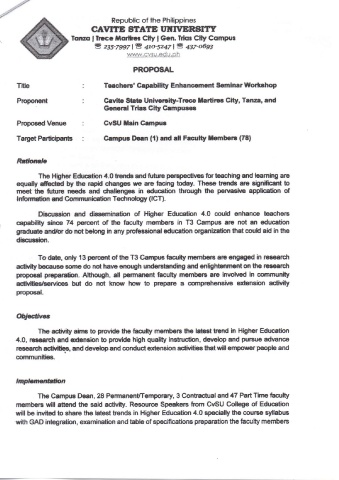 Republic of the Philippines
CAVITE STATE UNIVERSITY
Tanza | Trece Martires City | Gen. Trias City Campus
☏ 235-7997 | ☏ 410-5247 | ☏ 437-0693
www.cvsu.edu.ph
PROPOSAL
Title : Teachers' Capability Enhancement Seminar Workshop
Proponent : Cavite State University-Trece Martires City, Tanza, and
General Trias City Campuses
Proposed Venue : CvSU Main Campus
Target Participants : Campus Dean (1) and all Faculty Members (78)
Rationale
The Higher Education 4.0 trends and future perspectives for teaching and learning are
equally affected by the rapid changes we are facing today. These trends are significant to
meet the future needs and challenges in education through the pervasive application of
Information and Communication Technology (ICT).
Discussion and dissemination of Higher Education 4.0 could enhance teachers
capability since 74 percent of the faculty members in T3 Campus are not an education
graduate and/or do not belong in any professional education organization that could aid in the
discussion.
To date, only 13 percent of the T3 Campus faculty members are engaged in research
activity because some do not have enough understanding and enlightenment on the research
proposal preparation. Although, all permanent faculty members are involved in community
activities/services but do not know how to prepare a comprehensive extension activity
proposal.
Objectives
The activity aims to provide the faculty members the latest trend in Higher Education
4.0, research and extension to provide high quality instruction, develop and pursue advance
research activities, and develop and conduct extension activities that will empower people and
communities.
Implementation
The Campus Dean, 28 Permanent/Temporary, 3 Contractual and 47 Part Time faculty
members will attend the said activity. Resource Speakers from CvSU College of Education
will be invited to share the latest trends in Higher Education 4.0 specially the course syllabus
with GAD integration, examination and table of specifications preparation the faculty members